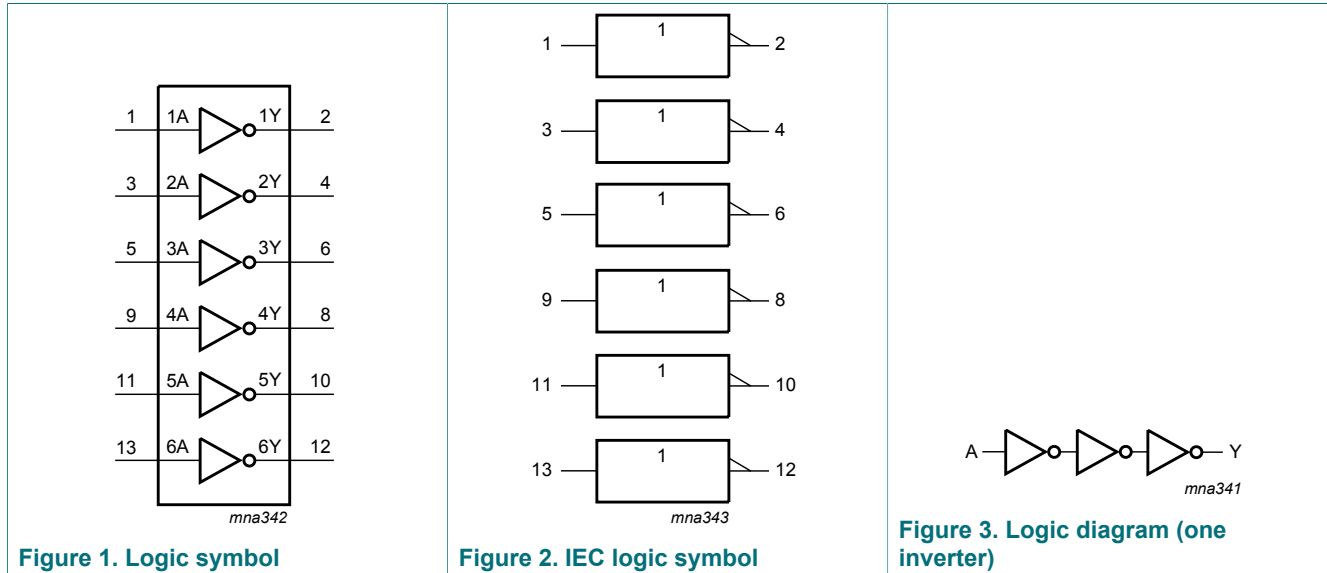 1 1A 1Y 2
3 2A 2Y 4
5 3A 3Y 6
9 4A 4Y 8
11 5A 5Y 10
13 6A 6Y 12
mna342
Figure 1. Logic symbol
1 1 2
3 1 4
5 1 6
9 1 8
11 1 10
13 1 12
mna343
Figure 2. IEC logic symbol
A Y
mna341
Figure 3. Logic diagram (one
inverter)